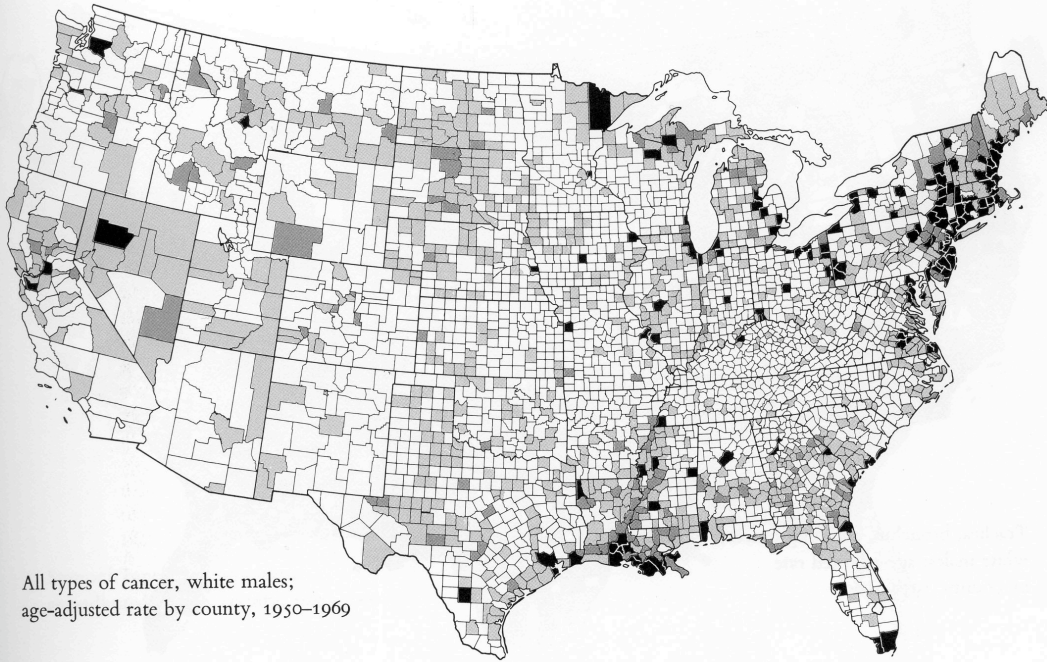 All types of cancer, white males;
age-adjusted rate by county, 1950–1969